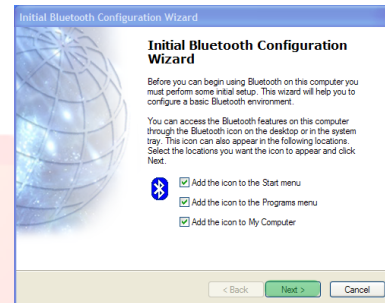 Initial Bluetooth Configuration Wizard
Initial Bluetooth Configuration
Wizard
Before you can begin using Bluetooth on this computer you
must perform some initial setup. This wizard will help you to
configure a basic Bluetooth environment.
You can access the Bluetooth features on this computer
through the Bluetooth icon on the desktop or in the system
tray. This icon can also appear in the following locations.
Select the locations you want the icon to appear and click
Next.
Add the icon to the Start menu
Add the icon to the Programs menu
Add the icon to My Computer
< Back Next > Cancel